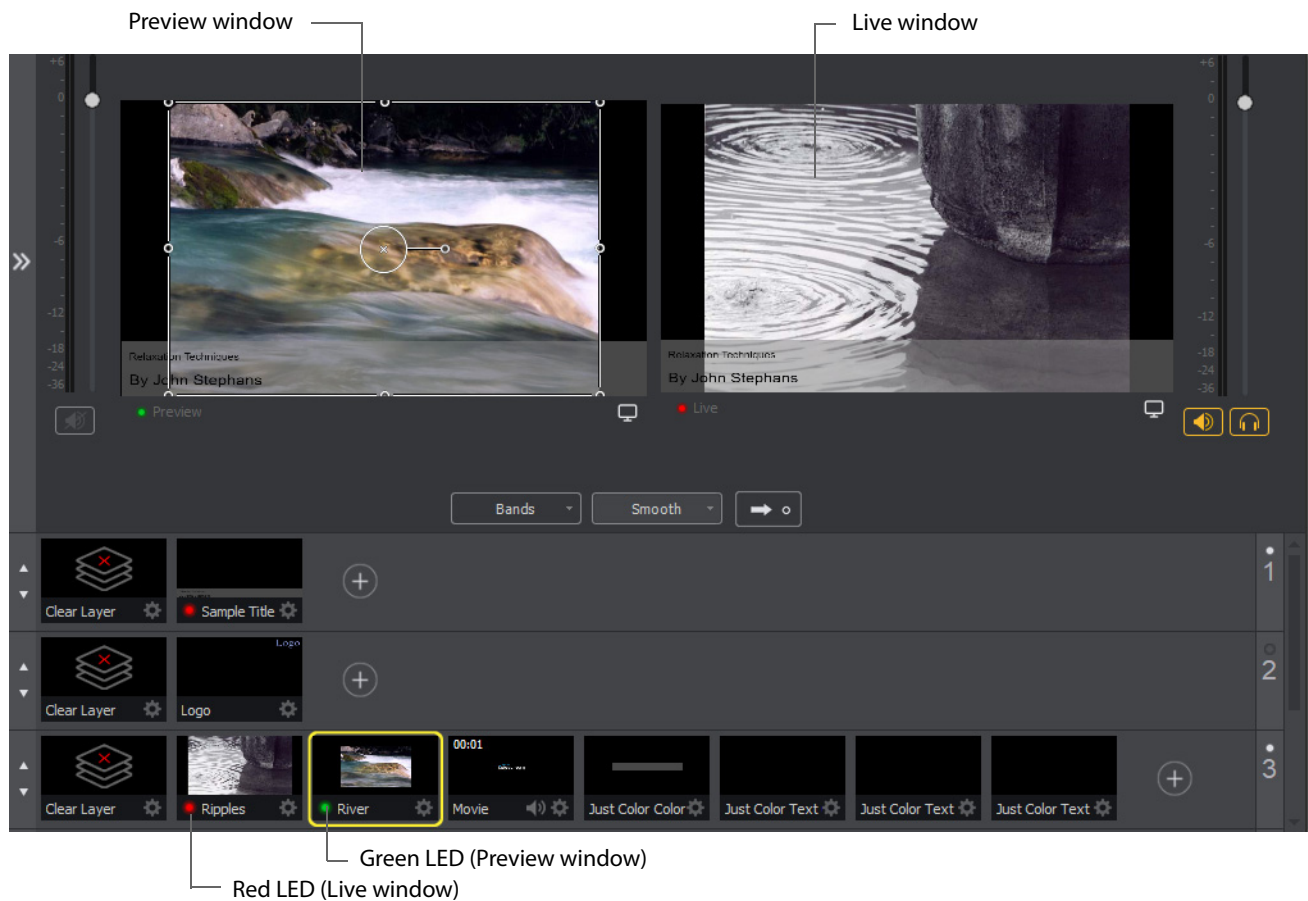 Preview window
Live window
+6
-
0
-
-
-
-
-6
-
-12
-
-18
-24
-36
+6
-
0
-
-
-
-
-6
-
-12
-
-18
-24
-36
Relaxation Techniques
By John Stephans
Relaxation Techniques
By John Stephans
Preview
Live
Bands
Smooth
Clear Layer
Sample Title
1
Logo
Clear Layer
Logo
2
00:01
Clear Layer
Ripples
River
Movie
Just Color Color
Just Color Text
Just Color Text
Just Color Text
3
Green LED (Preview window)
Red LED (Live window)